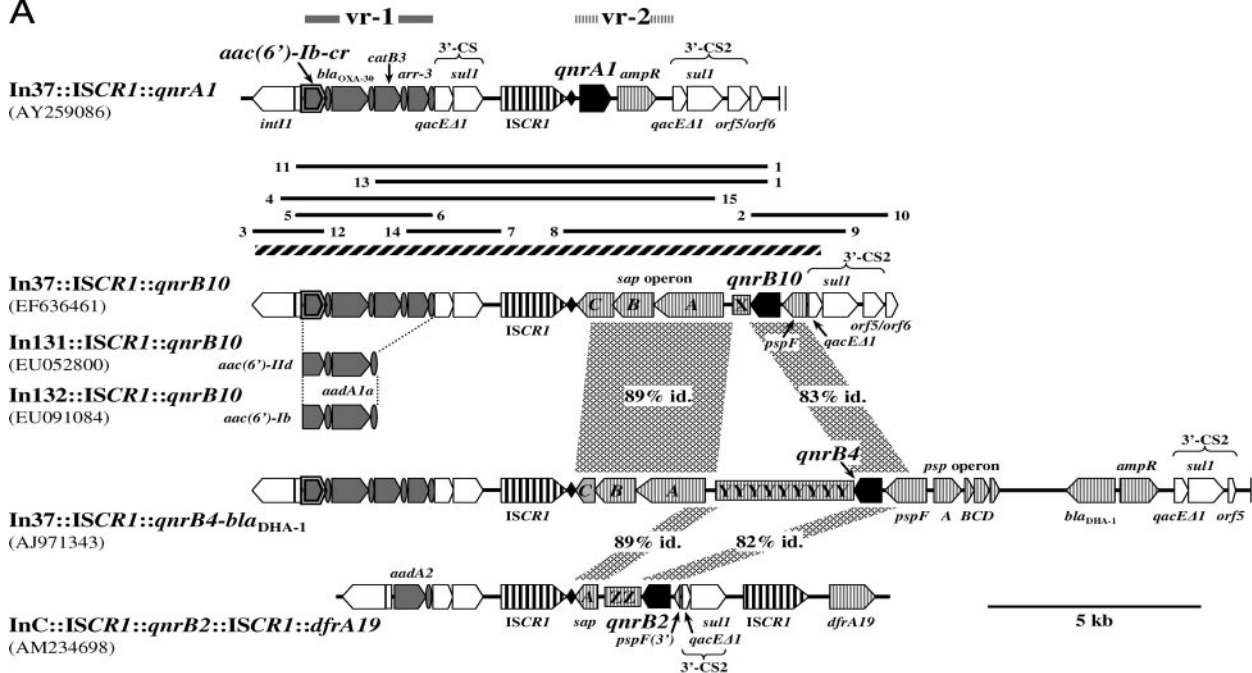 A
vr-1 vr-2
aac(6')-Ib-cr catB3 3'-CS 3'-CS2
bla OXA-30 arr-3 sul1 qnrA1 ampR sul1
In37::ISCR1::qnrA1
(AY259086)
intI1 qacEΔ1 ISCR1 qacEΔ1 orf5/orf6
11 1
13 1
4 15
5 6 2 10
3 12 14 7 8 9
In37::ISCR1::qnrB10
(EF636461)
sap operon qnrB10 3'-CS2
sul1
C B A X
ISCR1 pspF qacEΔ1 orf5/orf6
In131::ISCR1::qnrB10
(EU052800)
aac(6')-IId
aadA1a
In132::ISCR1::qnrB10
(EU091084)
aac(6')-Ib
89% id. 83% id.
qnrB4 psp operon ampR 3'-CS2
sul1
C B A YYYYYYYYY
ISCR1 pspF A BCD bla DHA-1 qacEΔ1 orf5
In37::ISCR1::qnrB4-bla DHA-1
(AJ971343)
89% id. 82% id.
aadA2
A ZZ
ISCR1 sap qnrB2 sul1 ISCR1 dfrA19
pspF(3') qacEΔ1
3'-CS2
InC::ISCR1::qnrB2::ISCR1::dfrA19
(AM234698)
5 kb